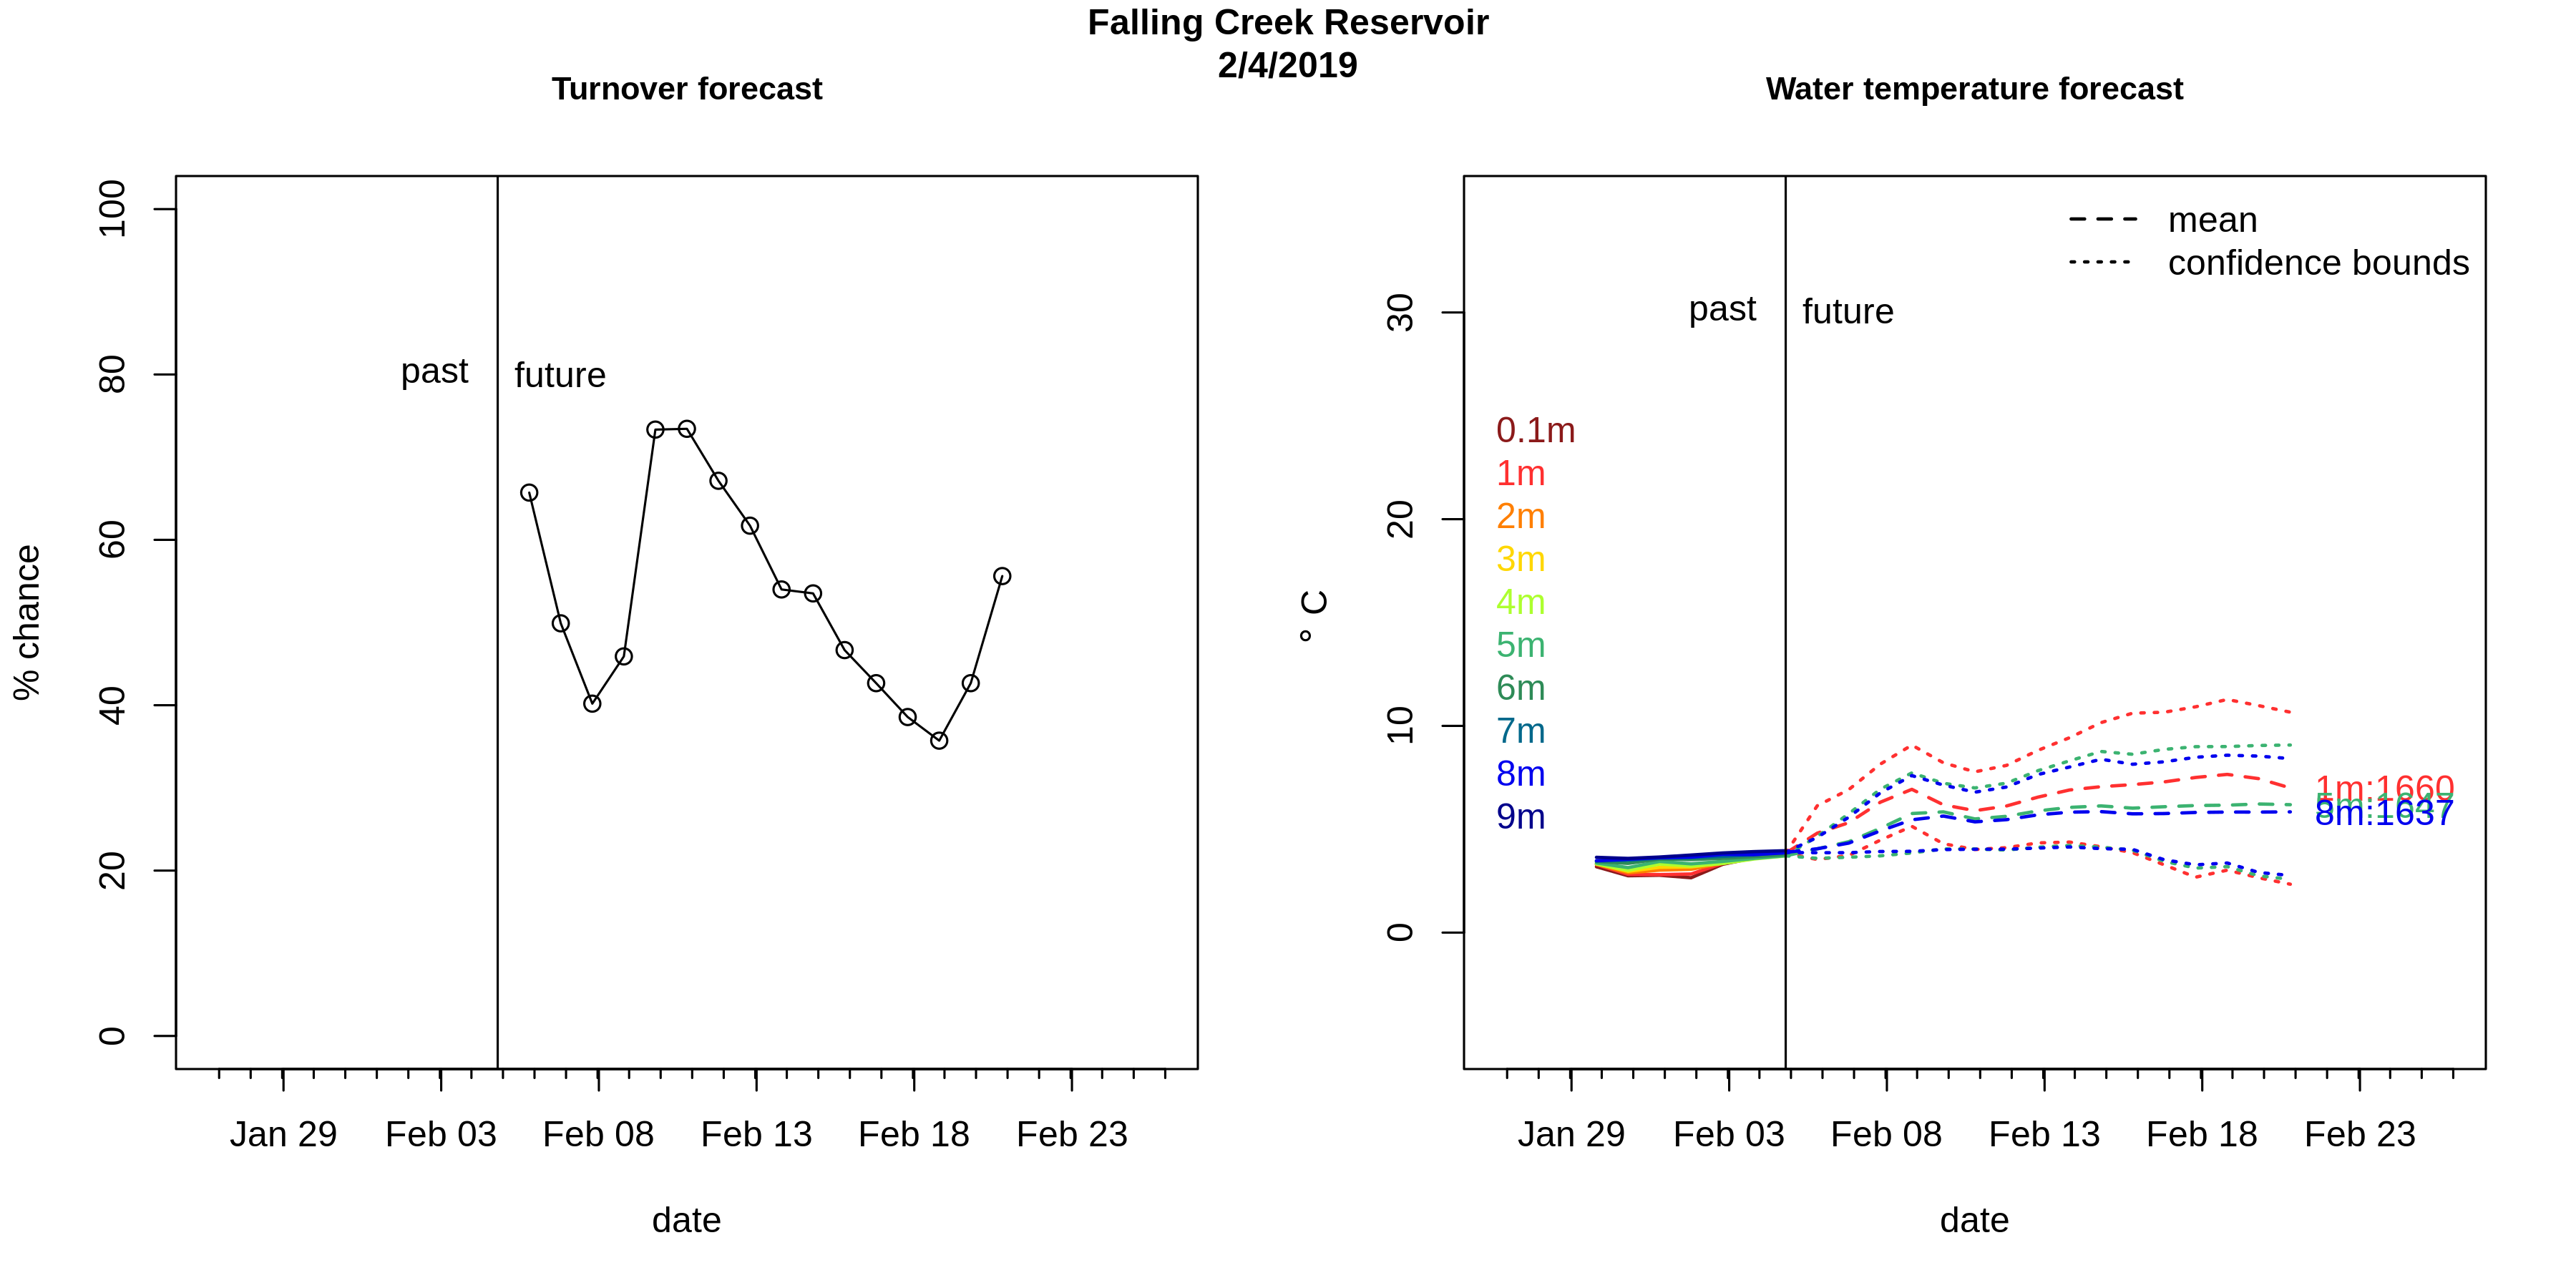 Falling Creek Reservoir
2/4/2019
Turnover forecast
% chance
100
80
60
40
20
0
past
future
Jan 29
Feb 03
Feb 08
Feb 13
Feb 18
Feb 23
date
Water temperature forecast
° C
30
20
10
0
mean
confidence bounds
past
future
0.1m
1m
2m
3m
4m
5m
6m
7m
8m
9m
1m:1660
8m:1637
Jan 29
Feb 03
Feb 08
Feb 13
Feb 18
Feb 23
date